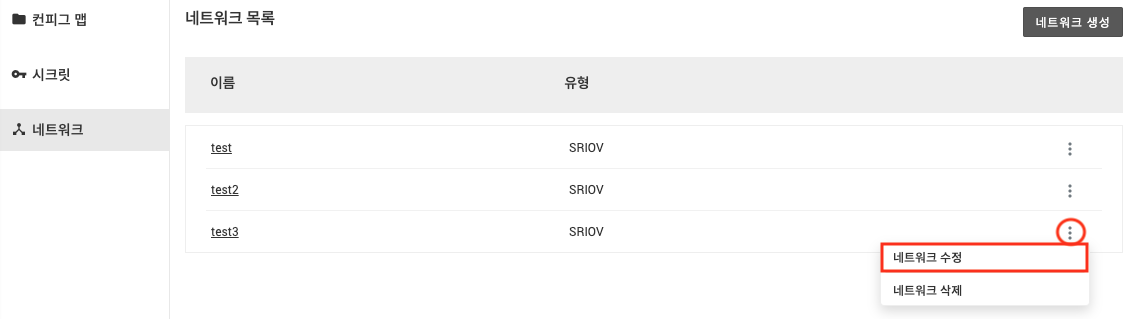 컨피그 맵
시크릿
네트워크
네트워크 목록
네트워크 생성
이름 유형
test SRIOV
test2 SRIOV
test3 SRIOV
네트워크 수정
네트워크 삭제